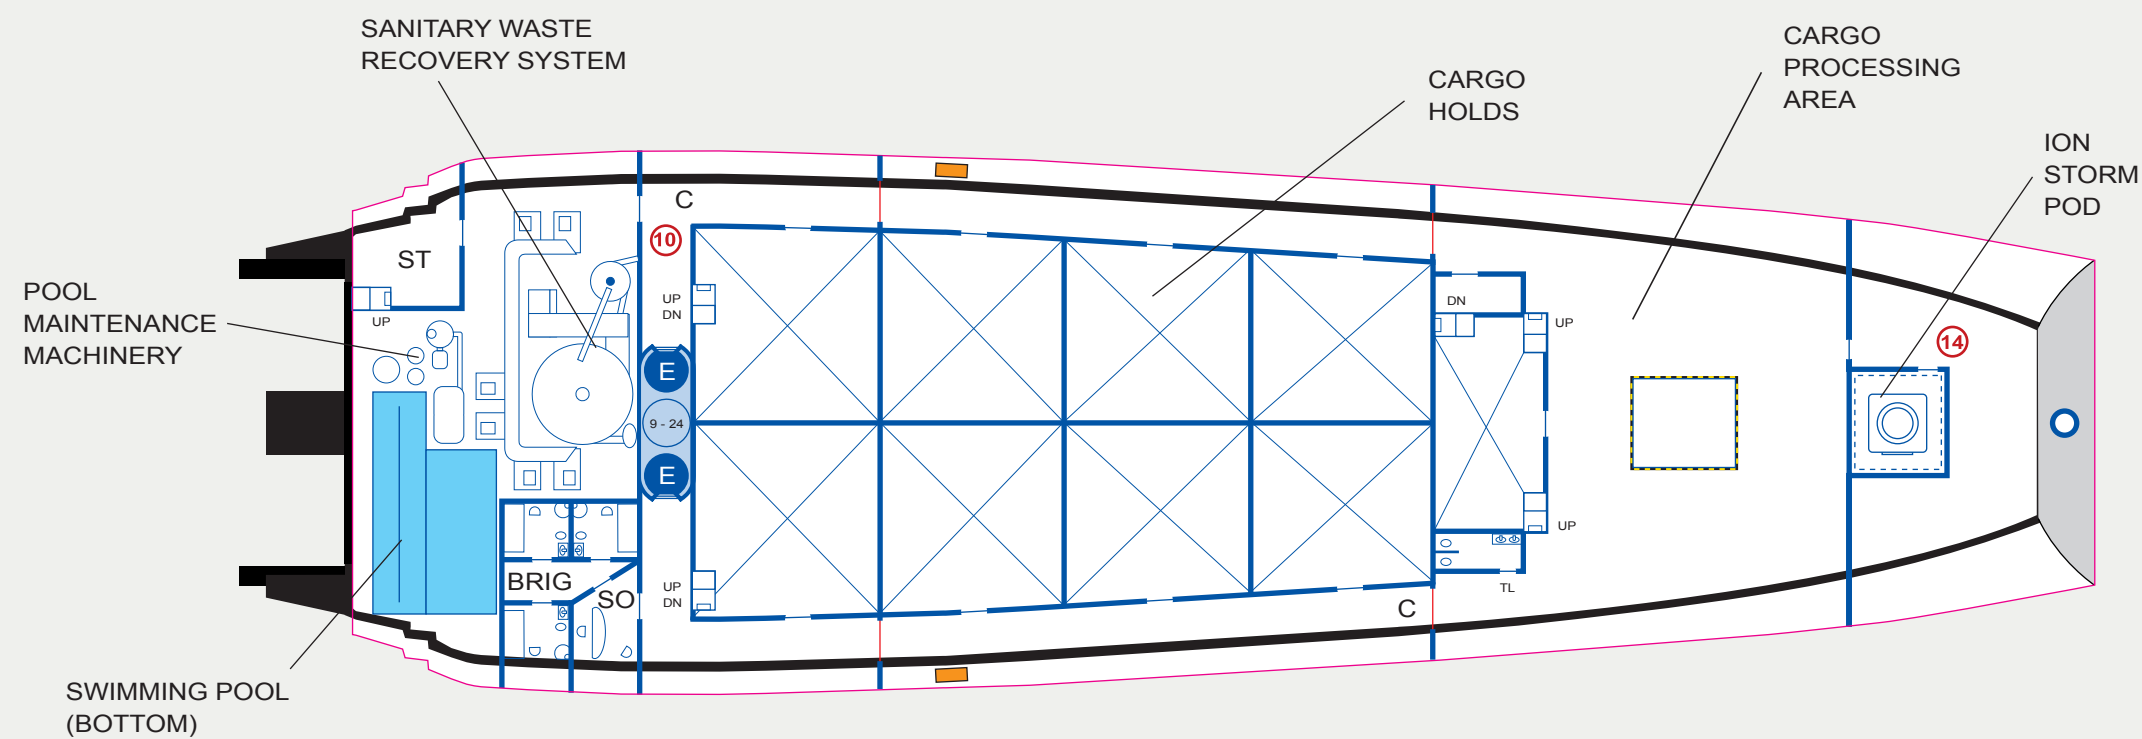 SANITARY WASTE
RECOVERY SYSTEM
CARGO
HOLDS
CARGO
PROCESSING
AREA
ION
STORM
POD
POOL
MAINTENANCE
MACHINERY
SWIMMING POOL
(BOTTOM)
ST
UP
C
10
UP
DN
E
9 - 24
E
UP
DN
BRIG
SO
DN
UP
UP
TL
C
14